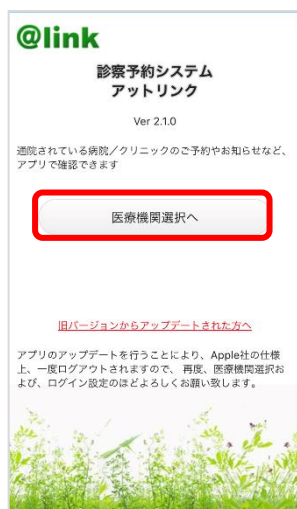 @link
診察予約システム
アットリンク
Ver 2.1.0
通院されている病院／クリニックのご予約やお知らせなど、
アプリで確認できます
医療機関選択へ
旧バージョンからアップデートされた方へ
アプリのアップデートを行うことにより、Apple社の仕様
上、一度ログアウトされますので、 再度、医療機関選択お
よび、ログイン設定のほどよろしくお願い致します。